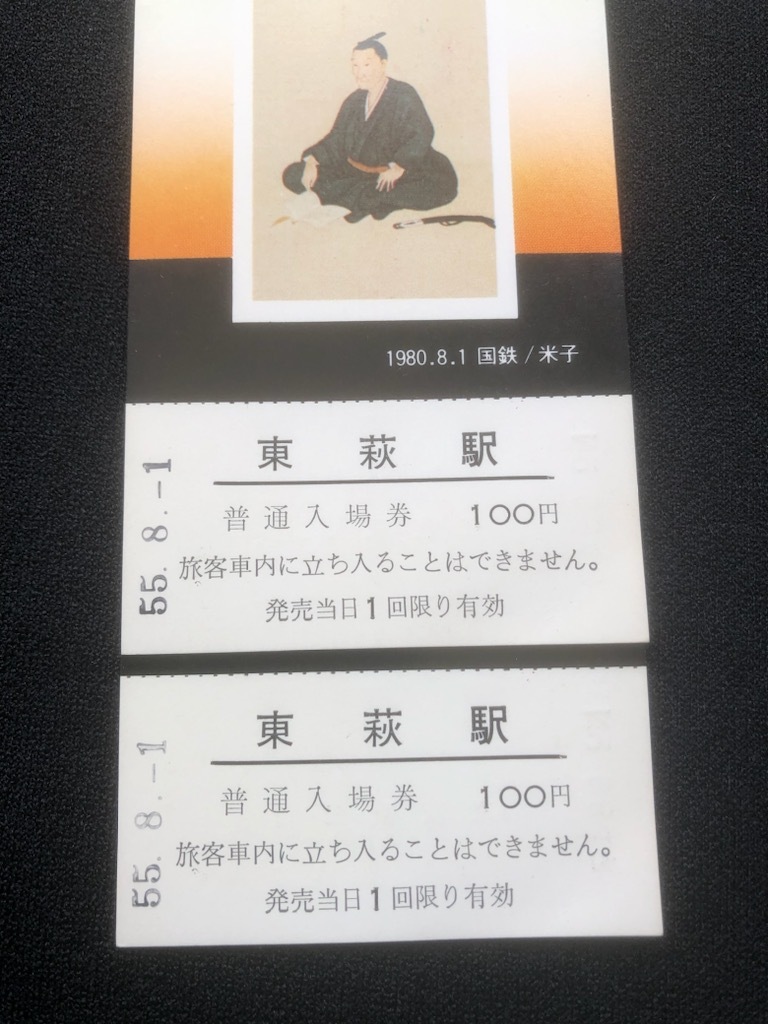 1980.8.1 国鉄/米子
東萩駅
普通入場券 100円
旅客車内に立ち入ることはできません。
発売当日1回限り有効
55.8.-1
東萩駅
普通入場券 100円
旅客車内に立ち入ることはできません。
発売当日1回限り有効
55.8.-1